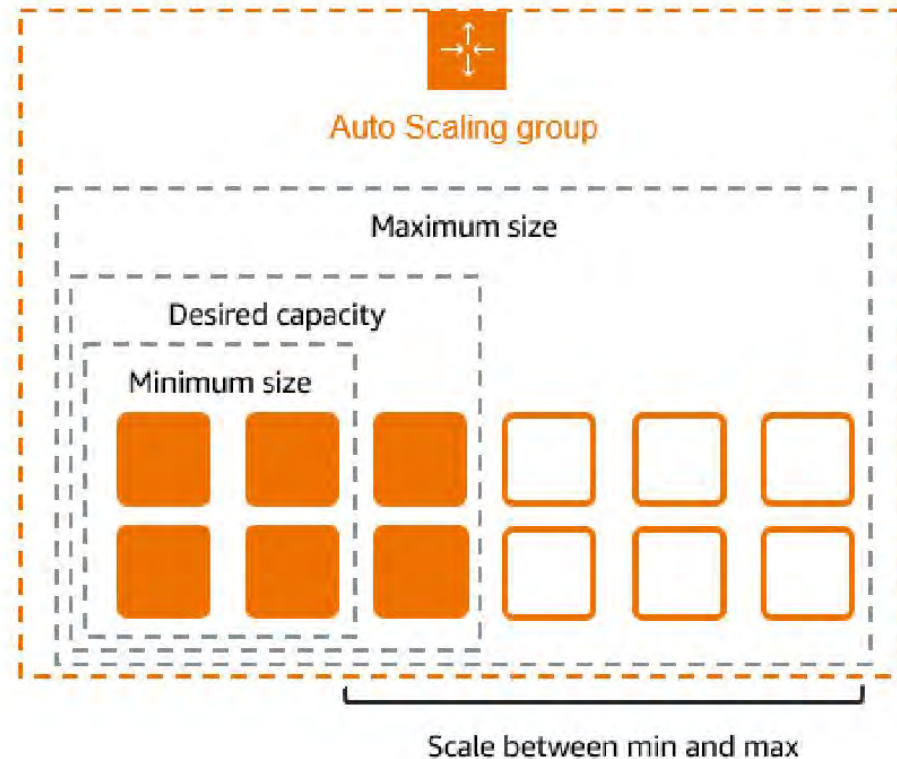 Auto Scaling group
Maximum size
Desired capacity
Minimum size
Scale between min and max